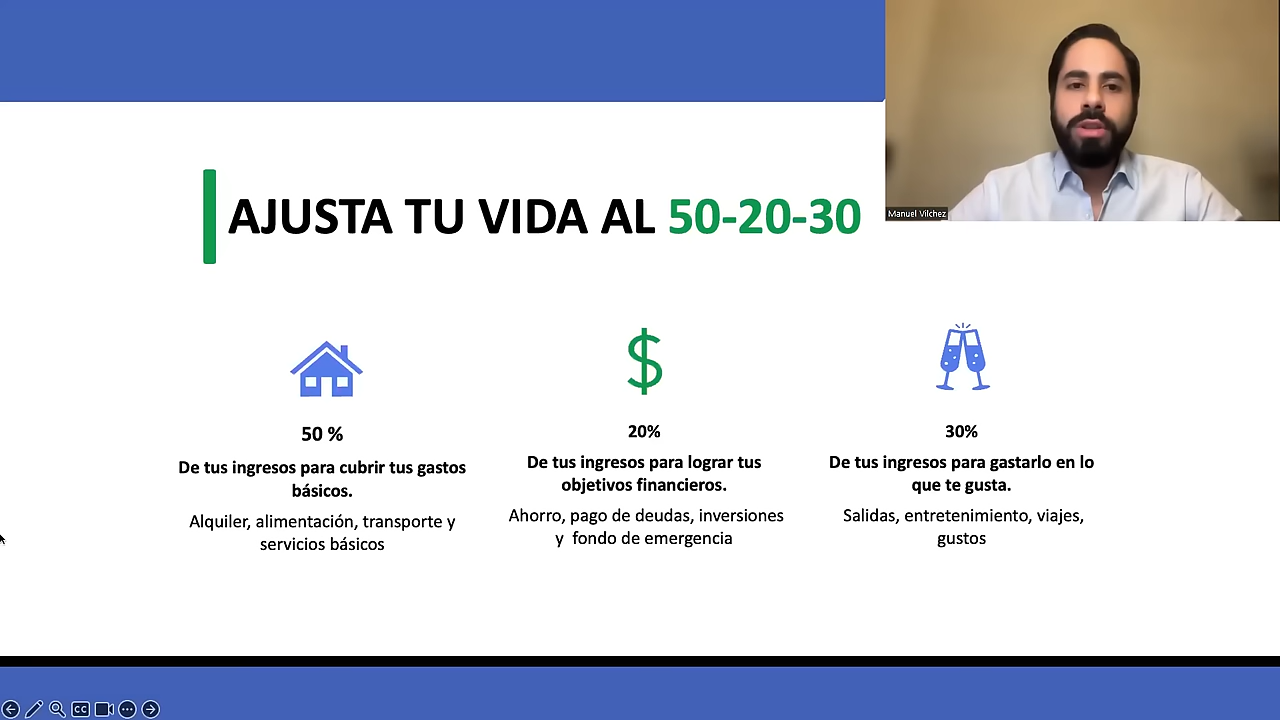 Manuel Vilchez
AJUSTA TU VIDA AL 50-20-30
$
50 %
De tus ingresos para cubrir tus gastos
básicos.
Alquiler, alimentación, transporte y
servicios básicos
20%
De tus ingresos para lograr tus
objetivos financieros.
Ahorro, pago de deudas, inversiones
y  fondo de emergencia
30%
De tus ingresos para gastarlo en lo
que te gusta.
Salidas, entretenimiento, viajes,
gustos
CC